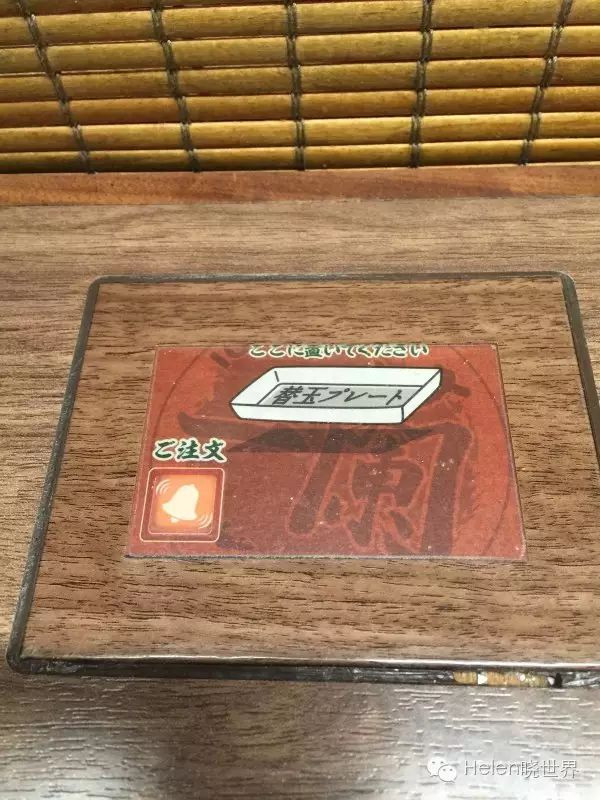 ここに置いてください
替玉プレート
ご注文
蘭
Helen晓世界